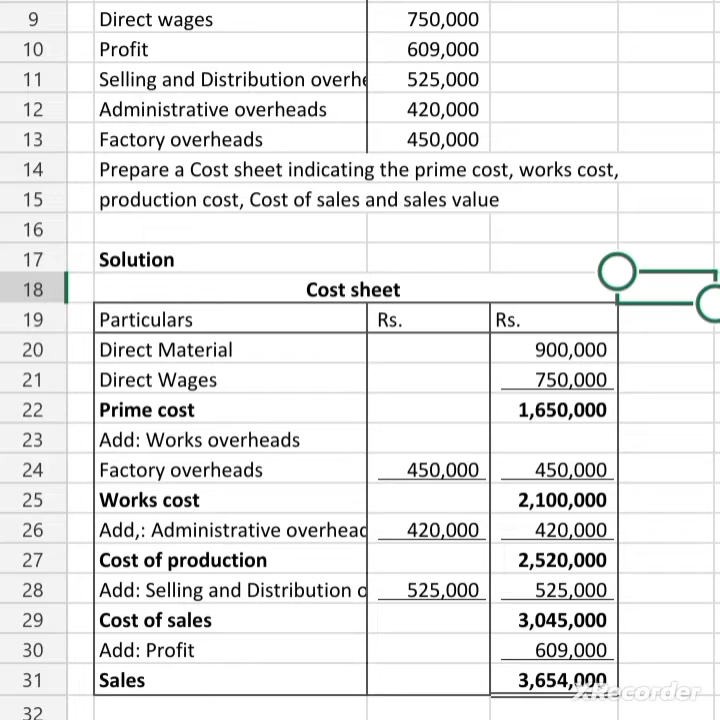 9 Direct wages 750,000
10 Profit 609,000
11 Selling and Distribution overhe 525,000
12 Administrative overheads 420,000
13 Factory overheads 450,000
14 Prepare a Cost sheet indicating the prime cost, works cost,
15 production cost, Cost of sales and sales value
16
17 Solution
18 Cost sheet
19 Particulars Rs. Rs.
20 Direct Material 900,000
21 Direct Wages 750,000
22 Prime cost 1,650,000
23 Add: Works overheads
24 Factory overheads 450,000 450,000
25 Works cost 2,100,000
26 Add,: Administrative overheac 420,000 420,000
27 Cost of production 2,520,000
28 Add: Selling and Distribution o 525,000 525,000
29 Cost of sales 3,045,000
30 Add: Profit 609,000
31 Sales 3,654,000
XRecorder
32